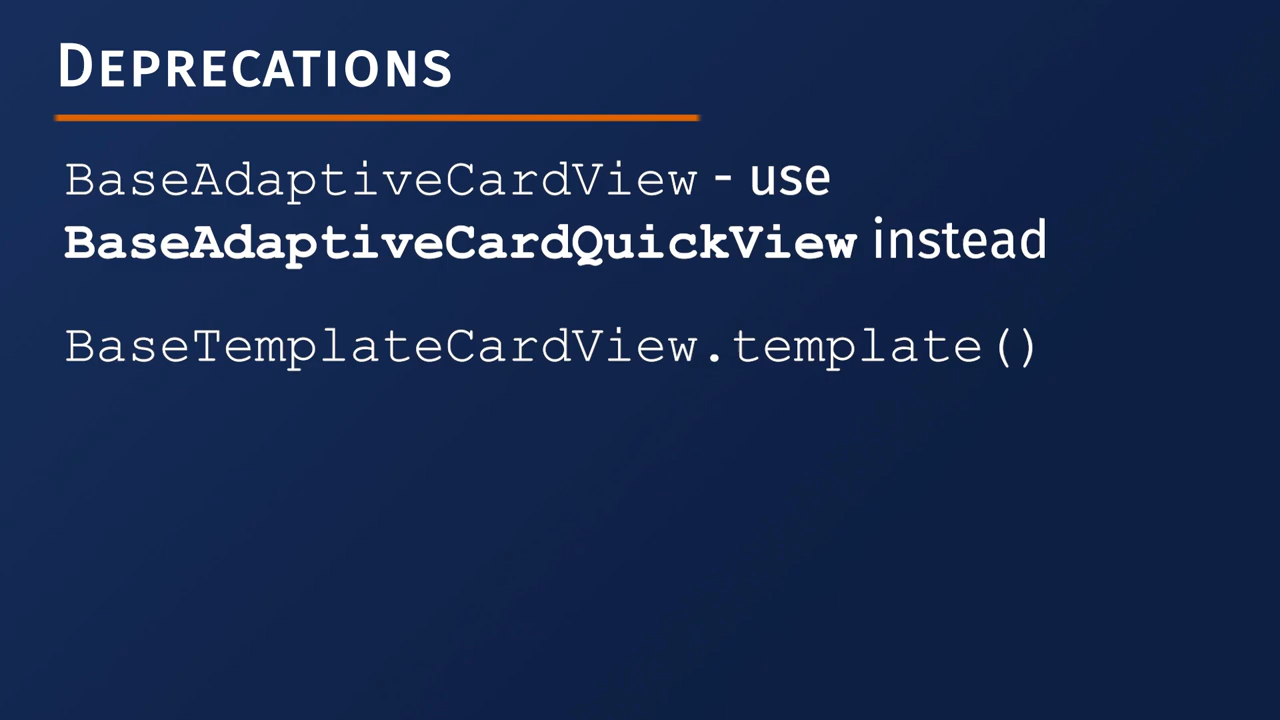 DEPRECATIONS
BaseAdaptiveCardView - use
BaseAdaptiveCardQuickView instead
BaseTemplateCardView.template()